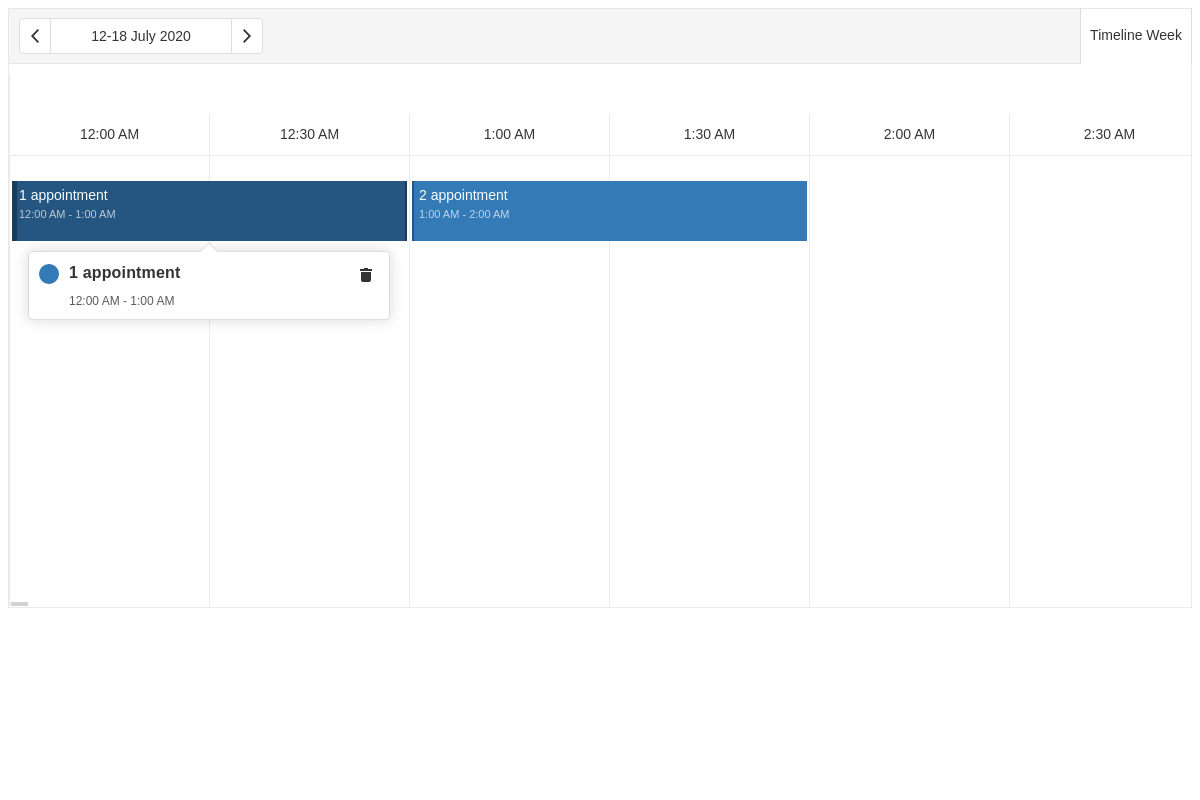 12-18 July 2020
Timeline Week
12:00 AM
12:30 AM
1:00 AM
1:30 AM
2:00 AM
2:30 AM
1 appointment
12:00 AM - 1:00 AM
2 appointment
1:00 AM - 2:00 AM
1 appointment
12:00 AM - 1:00 AM